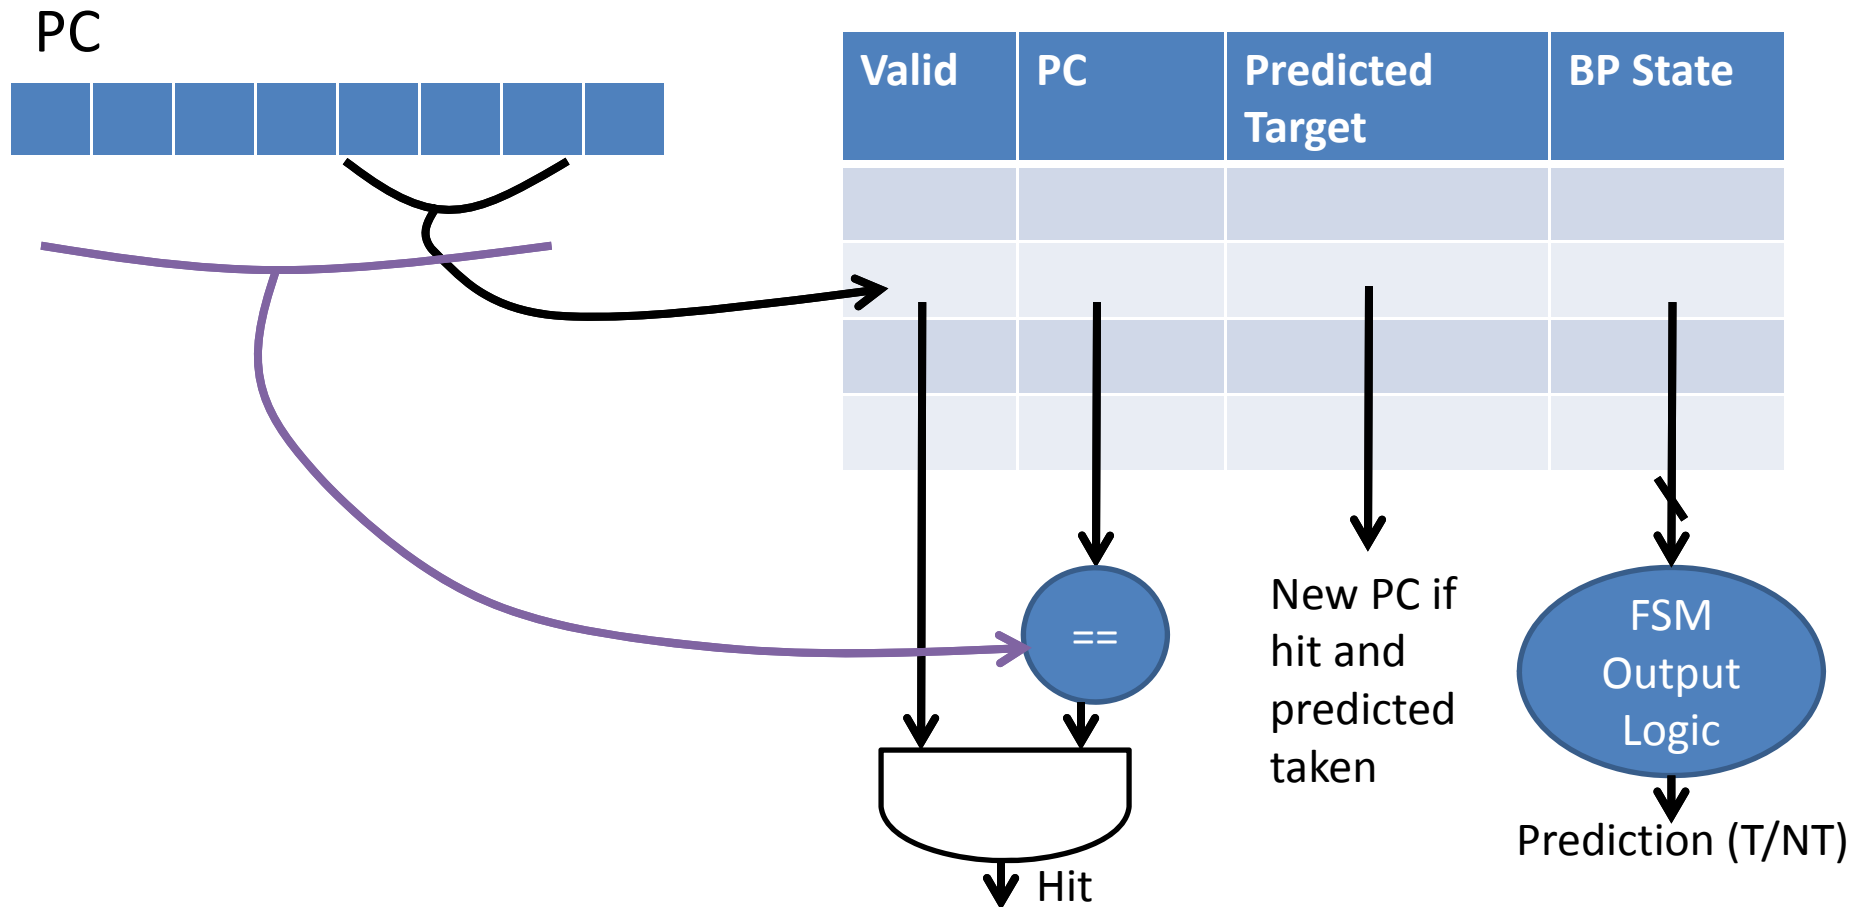 PC
Valid
PC
Predicted
Target
BP State
==
New PC if
hit and
predicted
taken
FSM
Output
Logic
Prediction (T/NT)
Hit